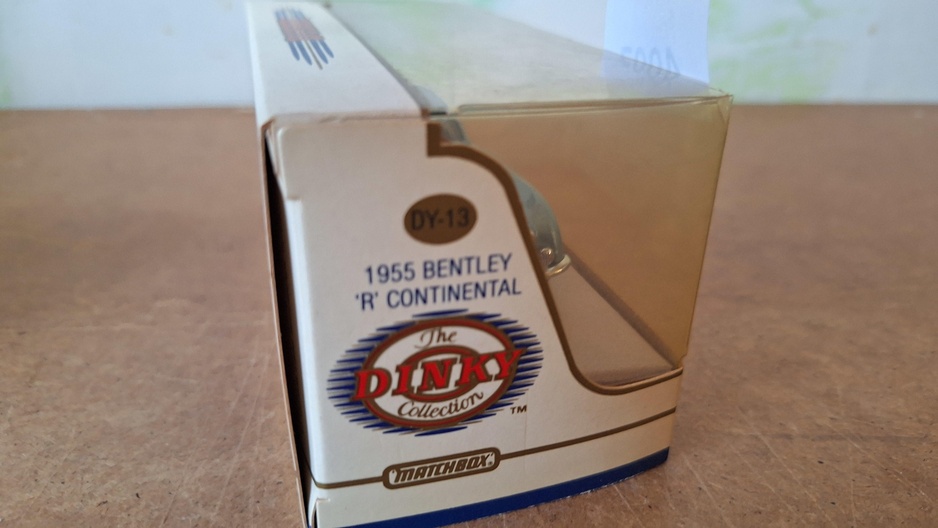 DY-13
1955 BENTLEY
'R' CONTINENTAL
The
DINKY
Collection
™
MATCHBOX